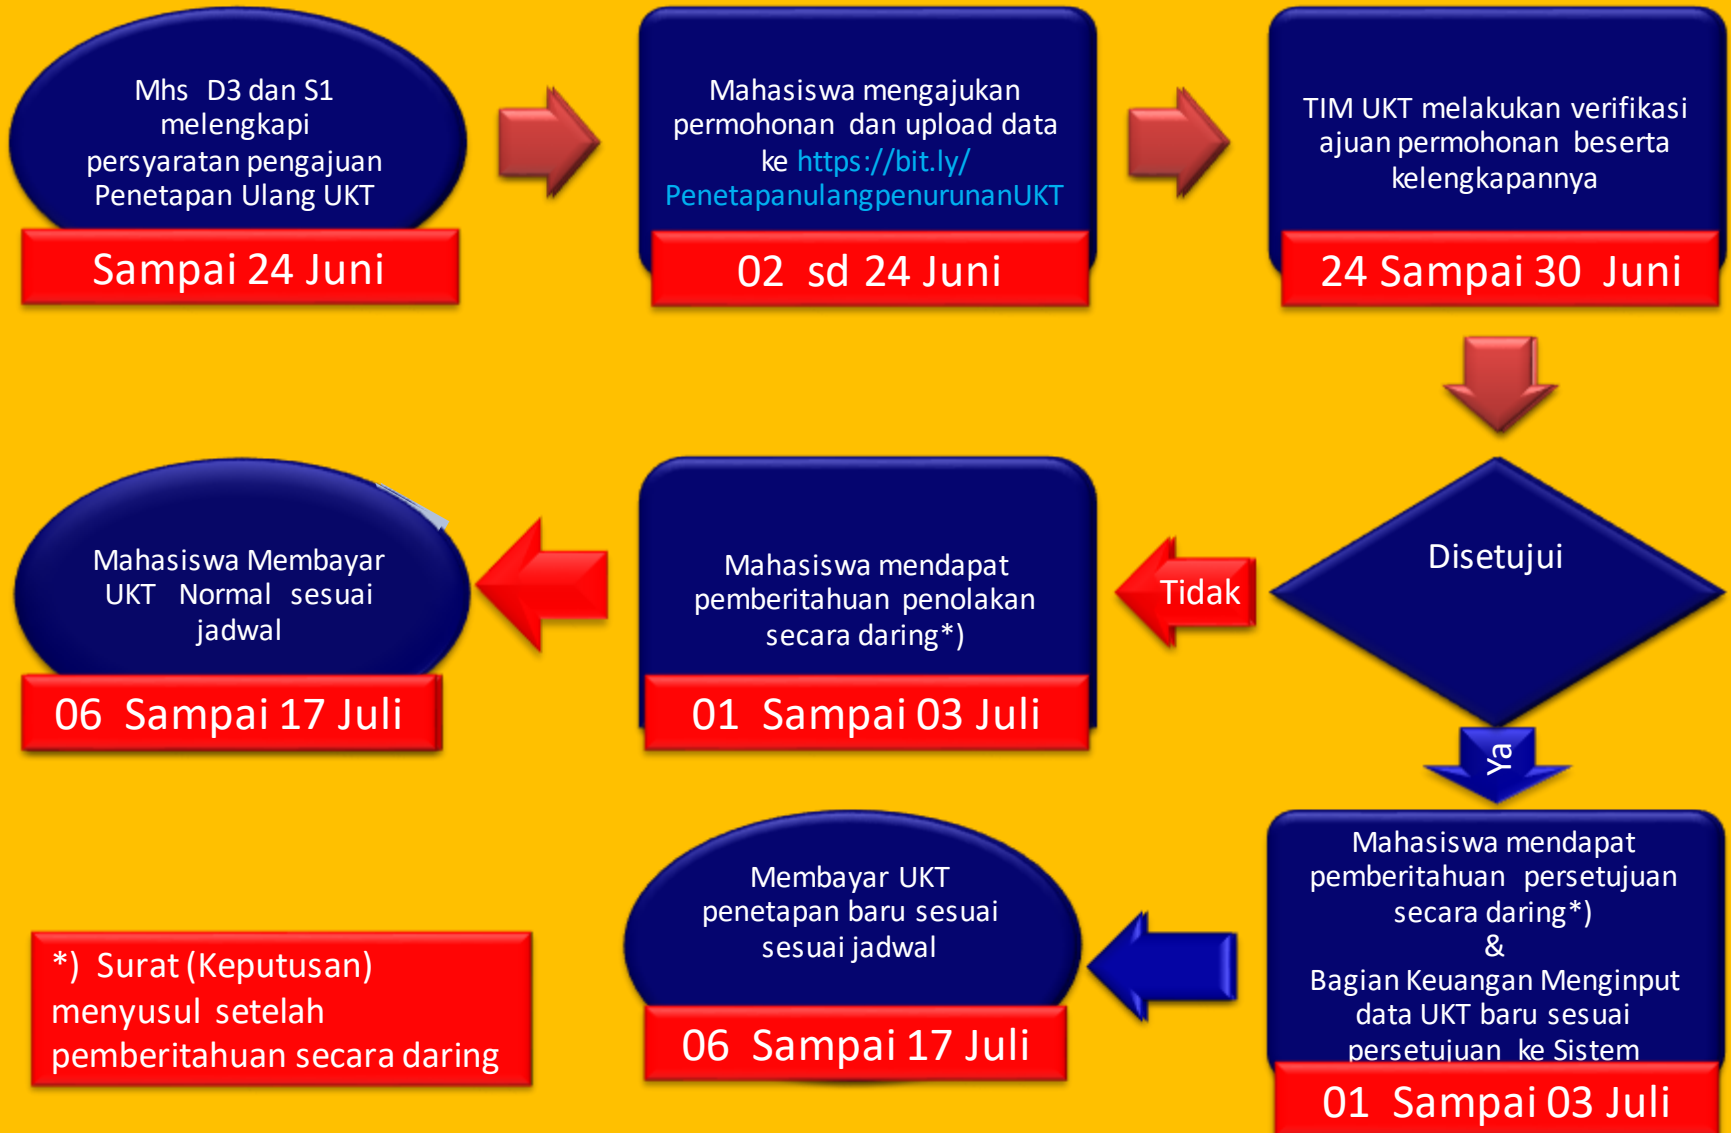 Mhs D3 dan S1
melengkapi
persyaratan pengajuan
Penetapan Ulang UKT
Sampai 24 Juni
Mahasiswa mengajukan
permohonan dan upload data
ke https://bit.ly/
PenetapanulangpenurunanUKT
02 sd 24 Juni
TIM UKT melakukan verifikasi
ajuan permohonan beserta
kelengkapannya
24 Sampai 30 Juni
Disetujui
Tidak
Mahasiswa mendapat
pemberitahuan penolakan
secara daring*)
01 Sampai 03 Juli
Mahasiswa Membayar
UKT Normal sesuai
jadwal
06 Sampai 17 Juli
Ya
Mahasiswa mendapat
pemberitahuan persetujuan
secara daring*)
&
Bagian Keuangan Menginput
data UKT baru sesuai
persetujuan ke Sistem
01 Sampai 03 Juli
Membayar UKT
penetapan baru sesuai
sesuai jadwal
06 Sampai 17 Juli
*) Surat (Keputusan)
menyusul setelah
pemberitahuan secara daring